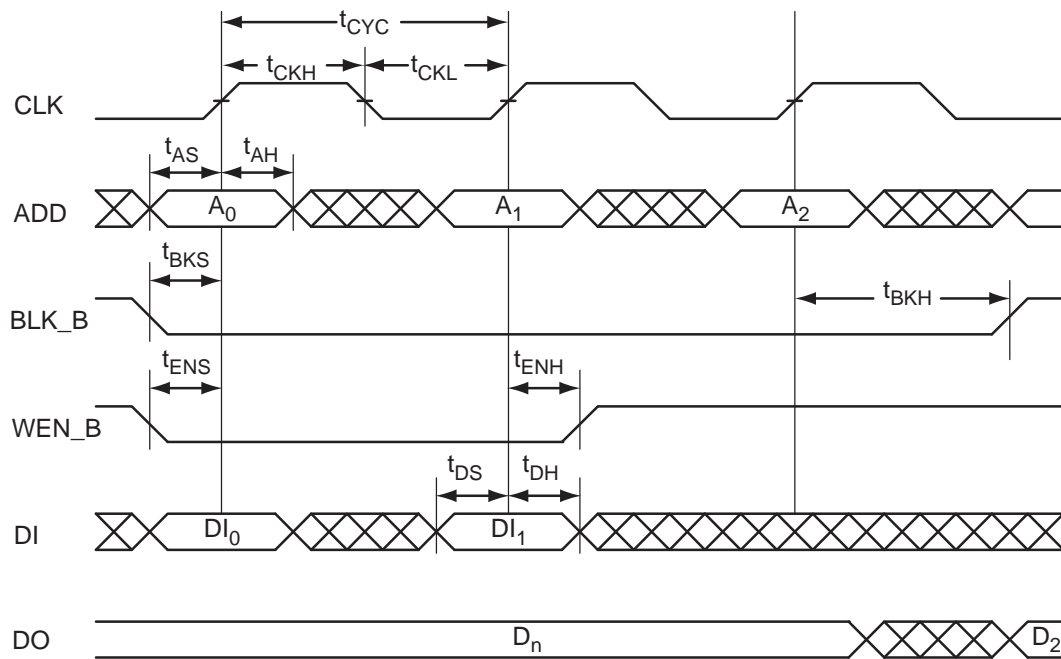 tCYC
tCKH tCKL
CLK
tAS tAH
ADD A0 A1 A2
tBKS
tBKH
BLK_B
tENS tENH
WEN_B
tDS tDH
DI DI0 DI1
DO Dn D2